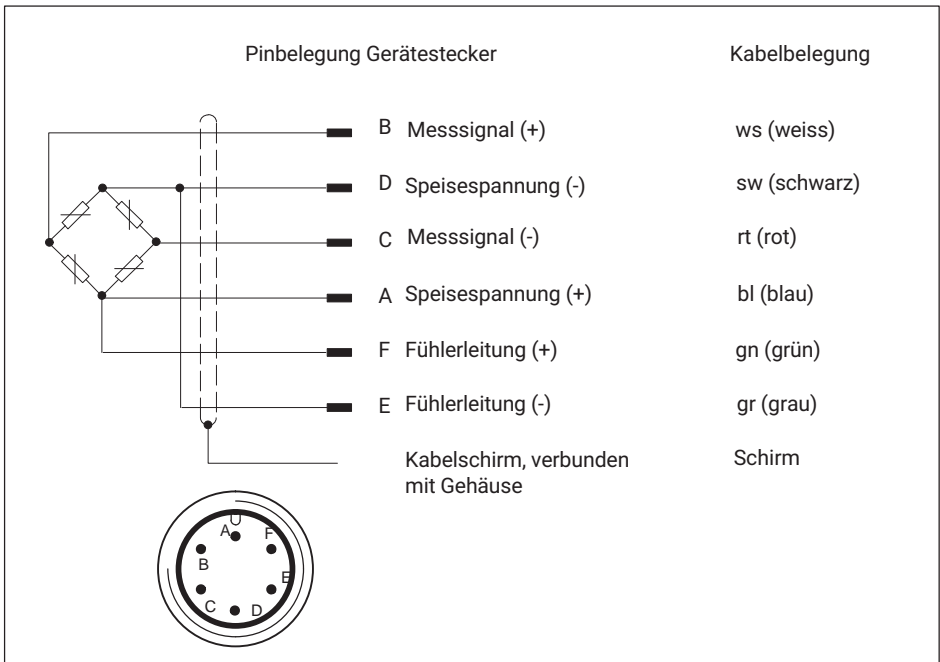 Pinbelegung Gerätestecker Kabelbelegung
B Messsignal (+) ws (weiss)
D Speisespannung (-) sw (schwarz)
C Messsignal (-) rt (rot)
A Speisespannung (+) bl (blau)
F Fühlerleitung (+) gn (grün)
E Fühlerleitung (-) gr (grau)
Kabelschirm, verbunden Schirm
mit Gehäuse
A F
B E
C D